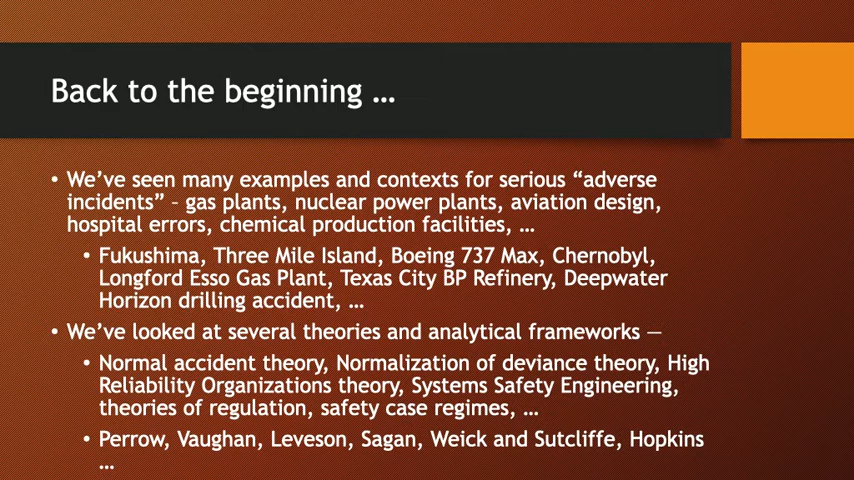 Back to the beginning …
• We’ve seen many examples and contexts for serious “adverse
incidents” – gas plants, nuclear power plants, aviation design,
hospital errors, chemical production facilities, …
• Fukushima, Three Mile Island, Boeing 737 Max, Chernobyl,
Longford Esso Gas Plant, Texas City BP Refinery, Deepwater
Horizon drilling accident, …
• We’ve looked at several theories and analytical frameworks —
• Normal accident theory, Normalization of deviance theory, High
Reliability Organizations theory, Systems Safety Engineering,
theories of regulation, safety case regimes, …
• Perrow, Vaughan, Leveson, Sagan, Weick and Sutcliffe, Hopkins
…